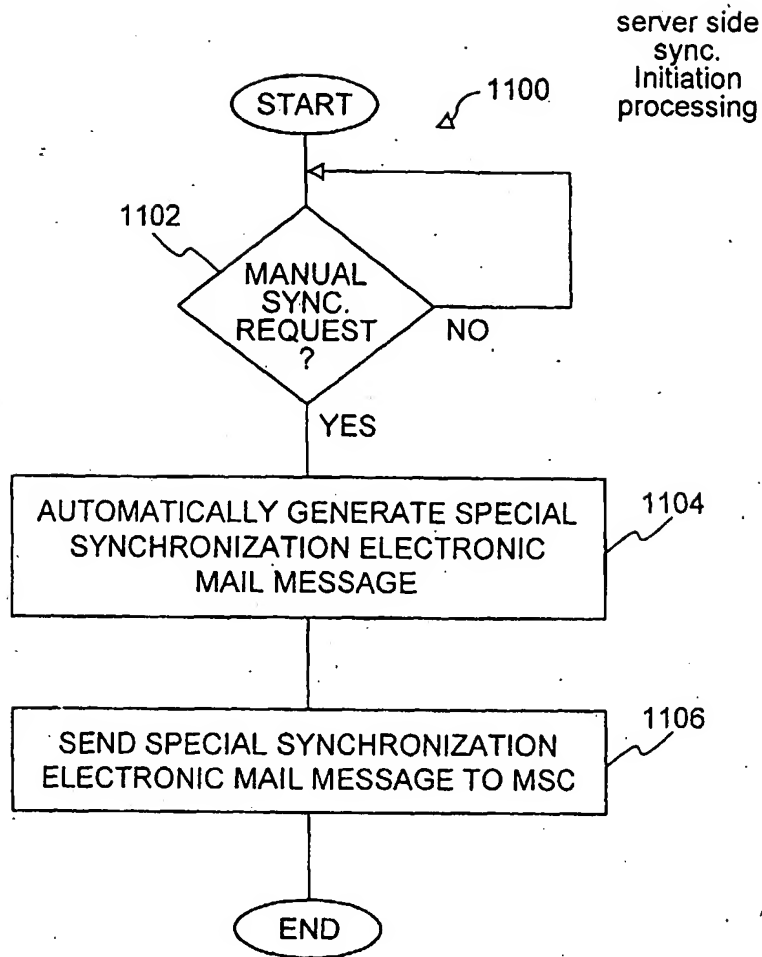 server side
sync.
Initiation
processing
START
1100
1102
MANUAL
SYNC.
REQUEST
?
NO
YES
AUTOMATICALLY GENERATE SPECIAL
SYNCHRONIZATION ELECTRONIC
MAIL MESSAGE
1104
SEND SPECIAL SYNCHRONIZATION
ELECTRONIC MAIL MESSAGE TO MSC
1106
END